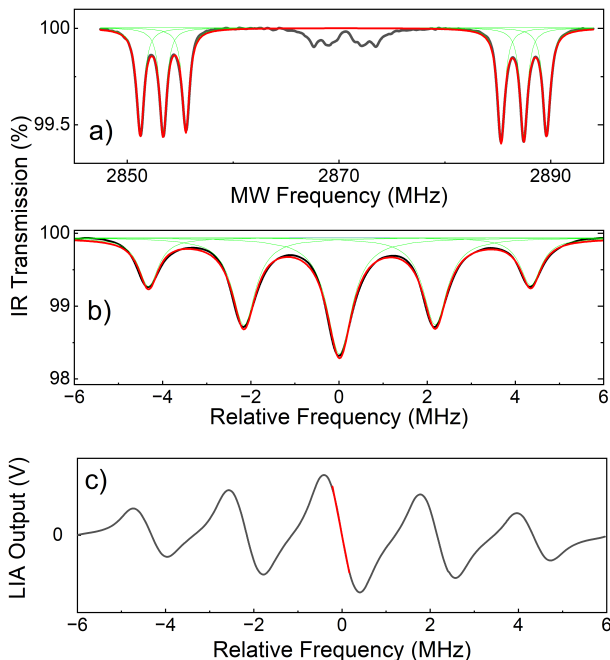 100
99.5
a)
2850
2870
2890
MW Frequency (MHz)
IR Transmission (%)
100
99
98
b)
−6
−4
−2
0
2
4
6
Relative Frequency (MHz)
c)
LIA Output (V)
0
−6
−4
−2
0
2
4
6
Relative Frequency (MHz)